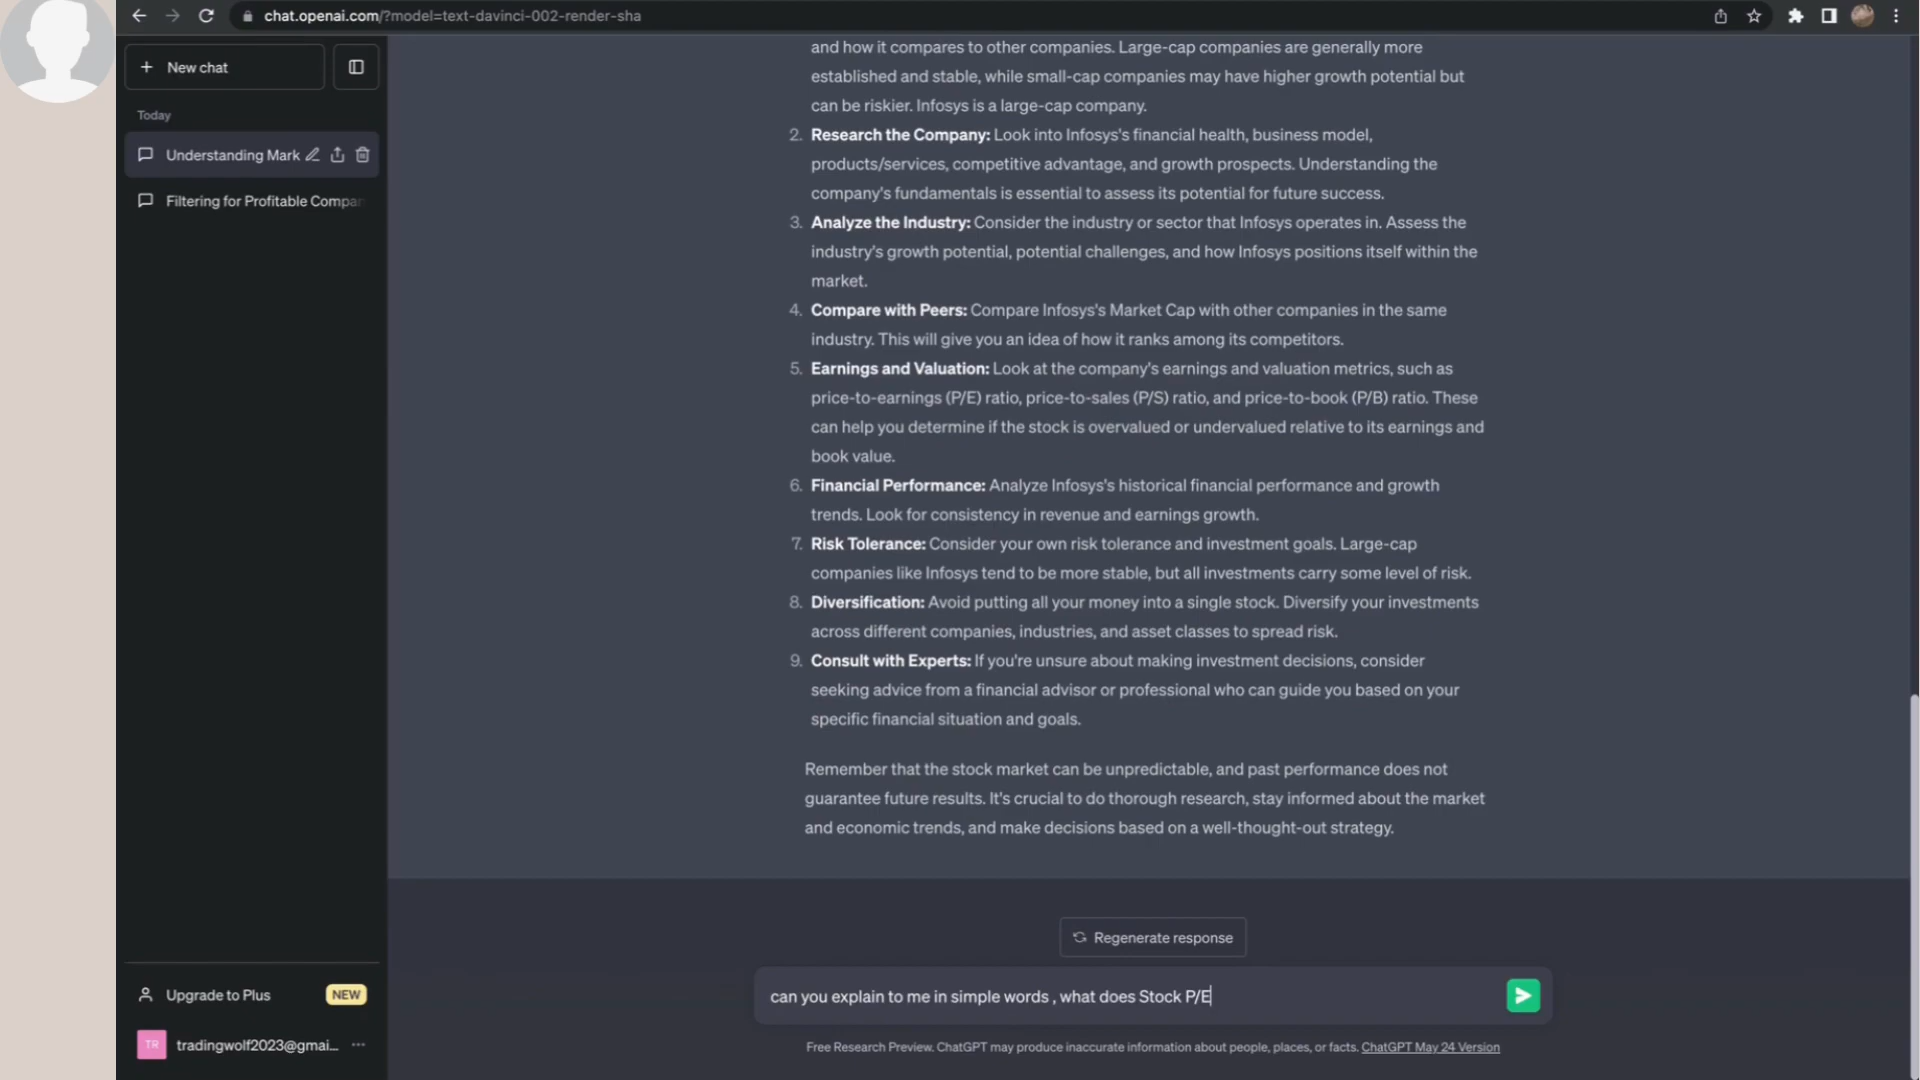 chat.openai.com/?model=text-davinci-002-render-sha
+ New chat
Today
Understanding Mark
Filtering for Profitable Compan
and how it compares to other companies. Large-cap companies are generally more
established and stable, while small-cap companies may have higher growth potential but
can be riskier. Infosys is a large-cap company.
2. Research the Company: Look into Infosys's financial health, business model,
products/services, competitive advantage, and growth prospects. Understanding the
company's fundamentals is essential to assess its potential for future success.
3. Analyze the Industry: Consider the industry or sector that Infosys operates in. Assess the
industry's growth potential, potential challenges, and how Infosys positions itself within the
market.
4. Compare with Peers: Compare Infosys's Market Cap with other companies in the same
industry. This will give you an idea of how it ranks among its competitors.
5. Earnings and Valuation: Look at the company's earnings and valuation metrics, such as
price-to-earnings (P/E) ratio, price-to-sales (P/S) ratio, and price-to-book (P/B) ratio. These
can help you determine if the stock is overvalued or undervalued relative to its earnings and
book value.
6. Financial Performance: Analyze Infosys's historical financial performance and growth
trends. Look for consistency in revenue and earnings growth.
7. Risk Tolerance: Consider your own risk tolerance and investment goals. Large-cap
companies like Infosys tend to be more stable, but all investments carry some level of risk.
8. Diversification: Avoid putting all your money into a single stock. Diversify your investments
across different companies, industries, and asset classes to spread risk.
9. Consult with Experts: If you're unsure about making investment decisions, consider
seeking advice from a financial advisor or professional who can guide you based on your
specific financial situation and goals.
Remember that the stock market can be unpredictable, and past performance does not
guarantee future results. It's crucial to do thorough research, stay informed about the market
and economic trends, and make decisions based on a well-thought-out strategy.
Regenerate response
can you explain to me in simple words , what does Stock P/E
Free Research Preview. ChatGPT may produce inaccurate information about people, places, or facts. ChatGPT May 24 Version
Upgrade to Plus NEW
TR tradingwolf2023@gmai...